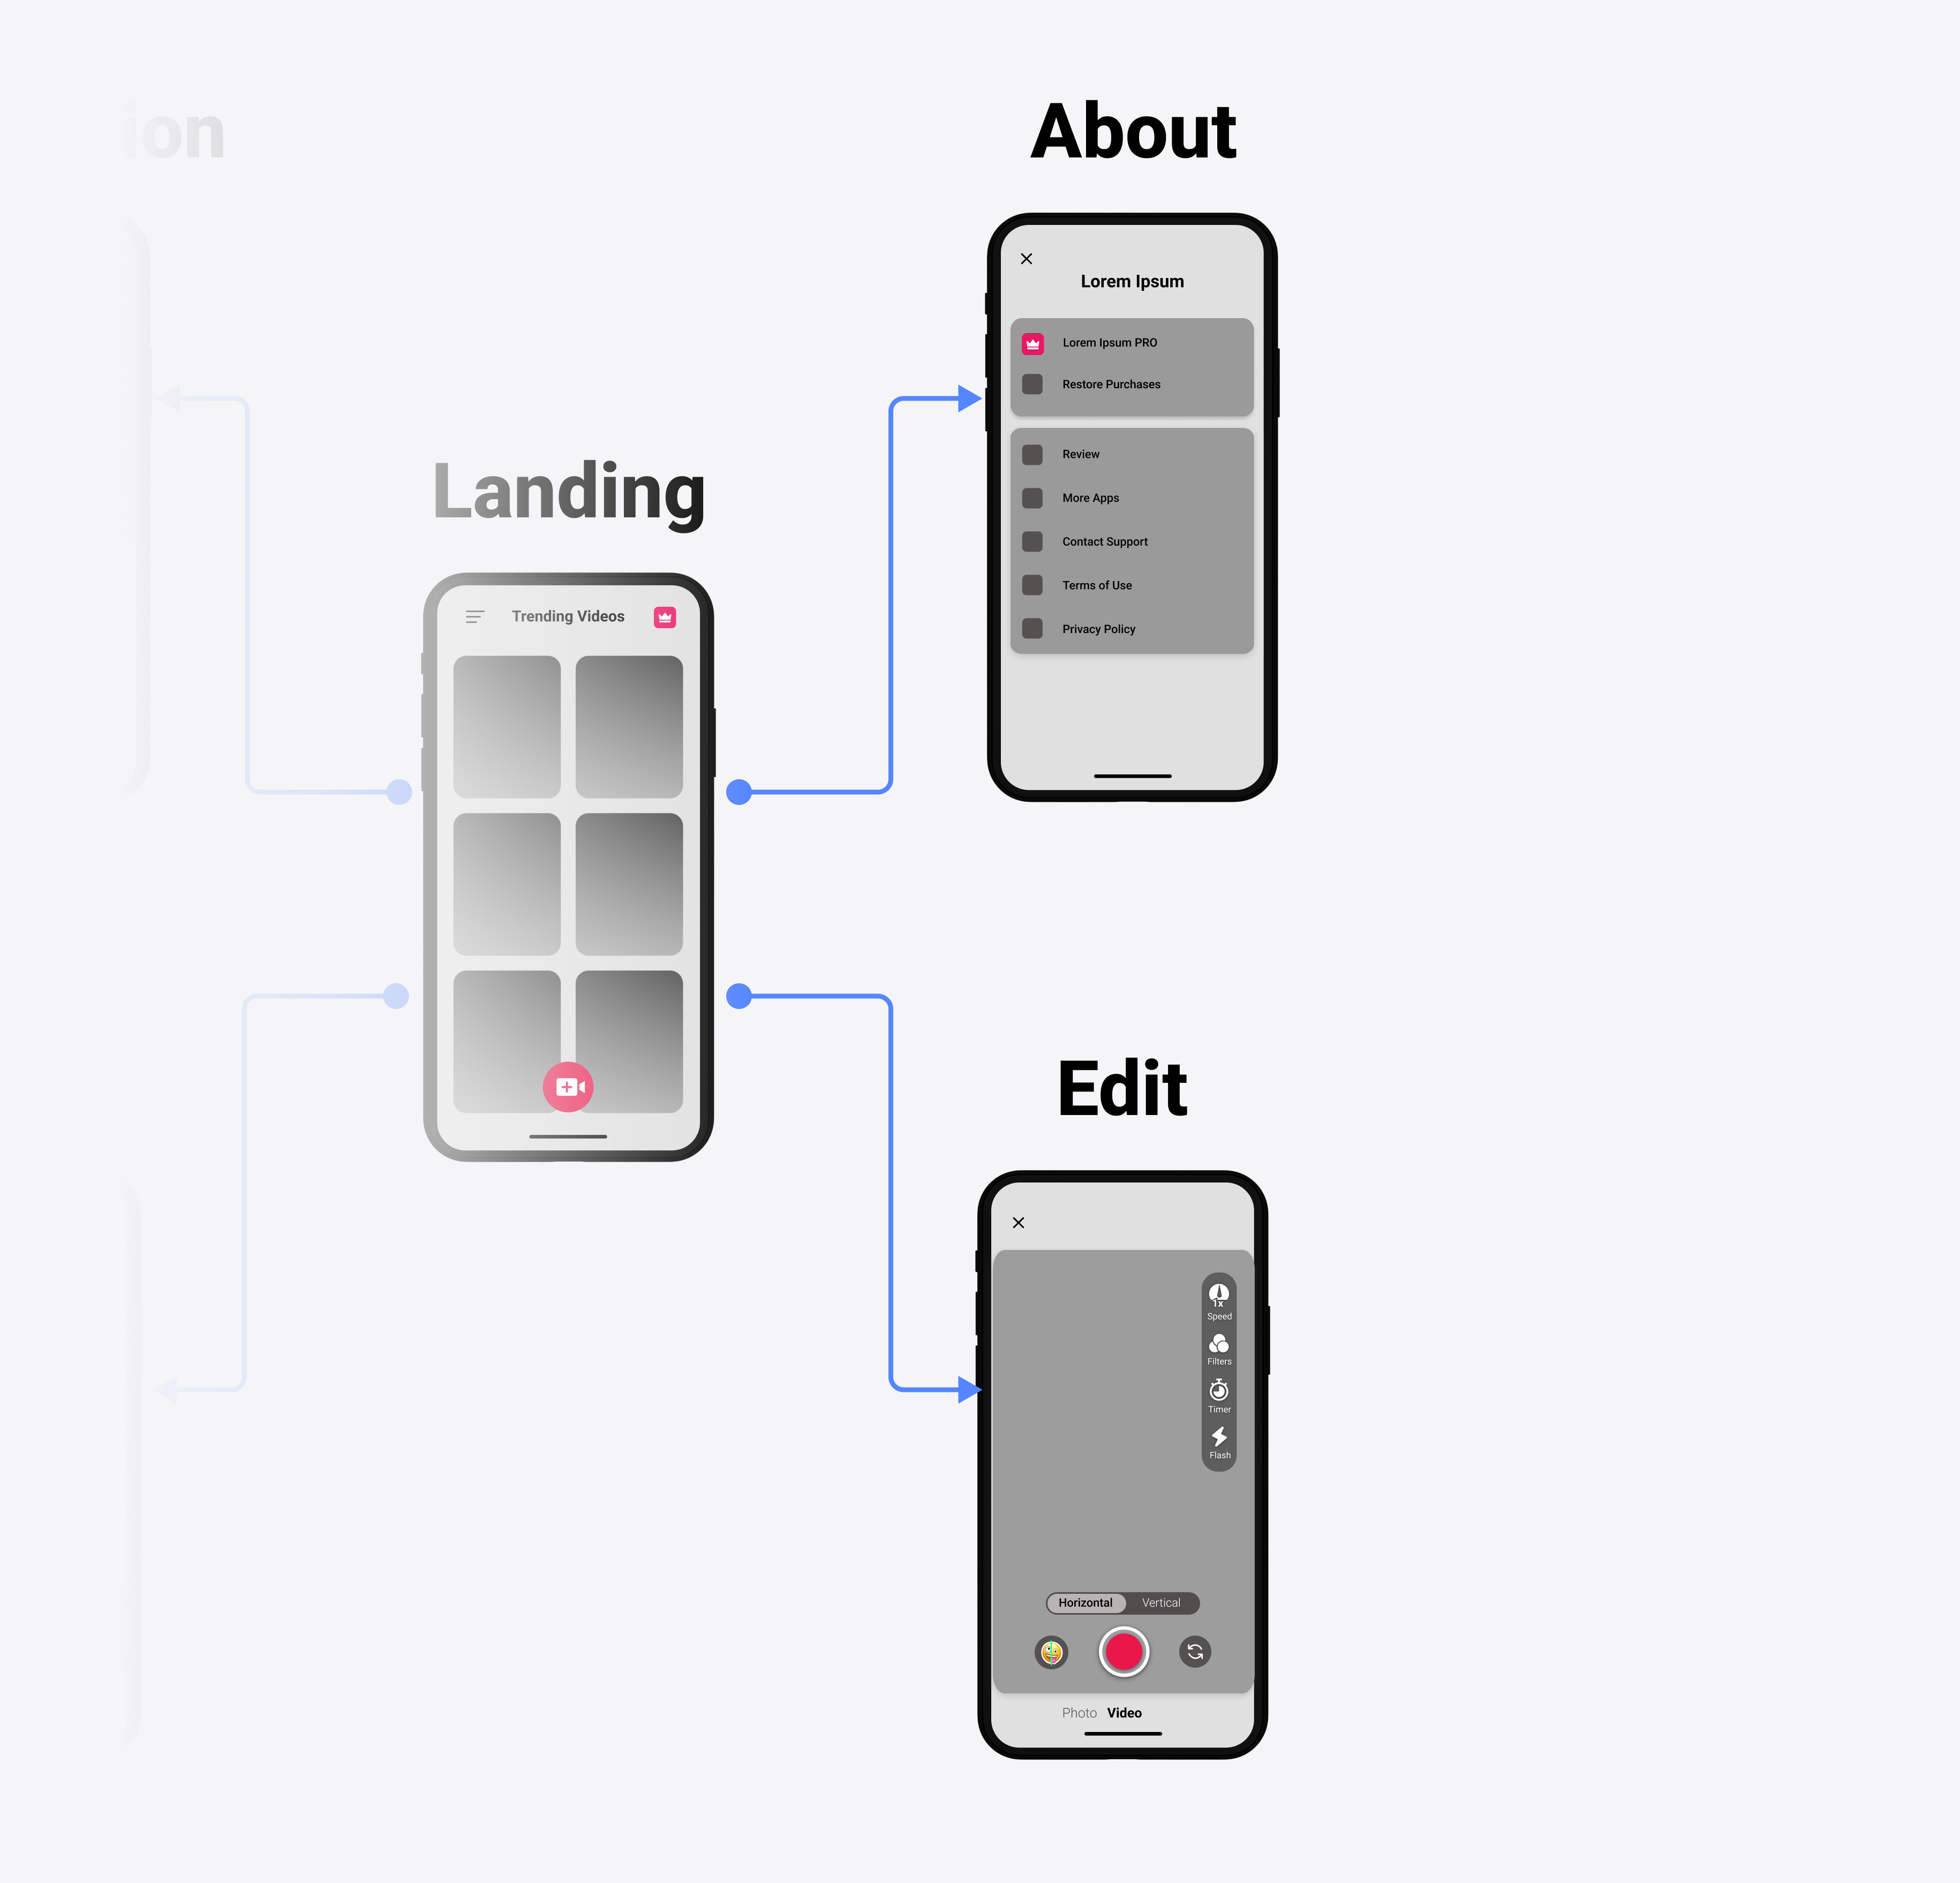 About
Lorem Ipsum
Lorem Ipsum PRO
Restore Purchases
Review
More Apps
Contact Support
Terms of Use
Privacy Policy
Landing
Trending Videos
Edit
1x
Speed
Filters
Timer
Flash
Horizontal Vertical
Photo Video